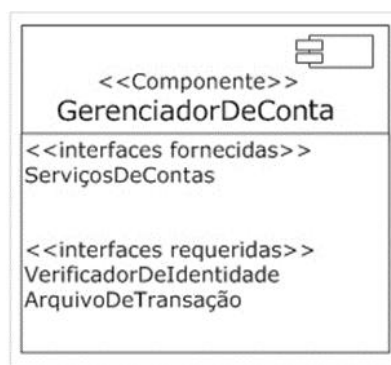 <<Componente>>
GerenciadorDeConta
<<interfaces fornecidas>>
ServiçosDeContas
<<interfaces requeridas>>
VerificadorDeIdentidade
ArquivoDeTransação